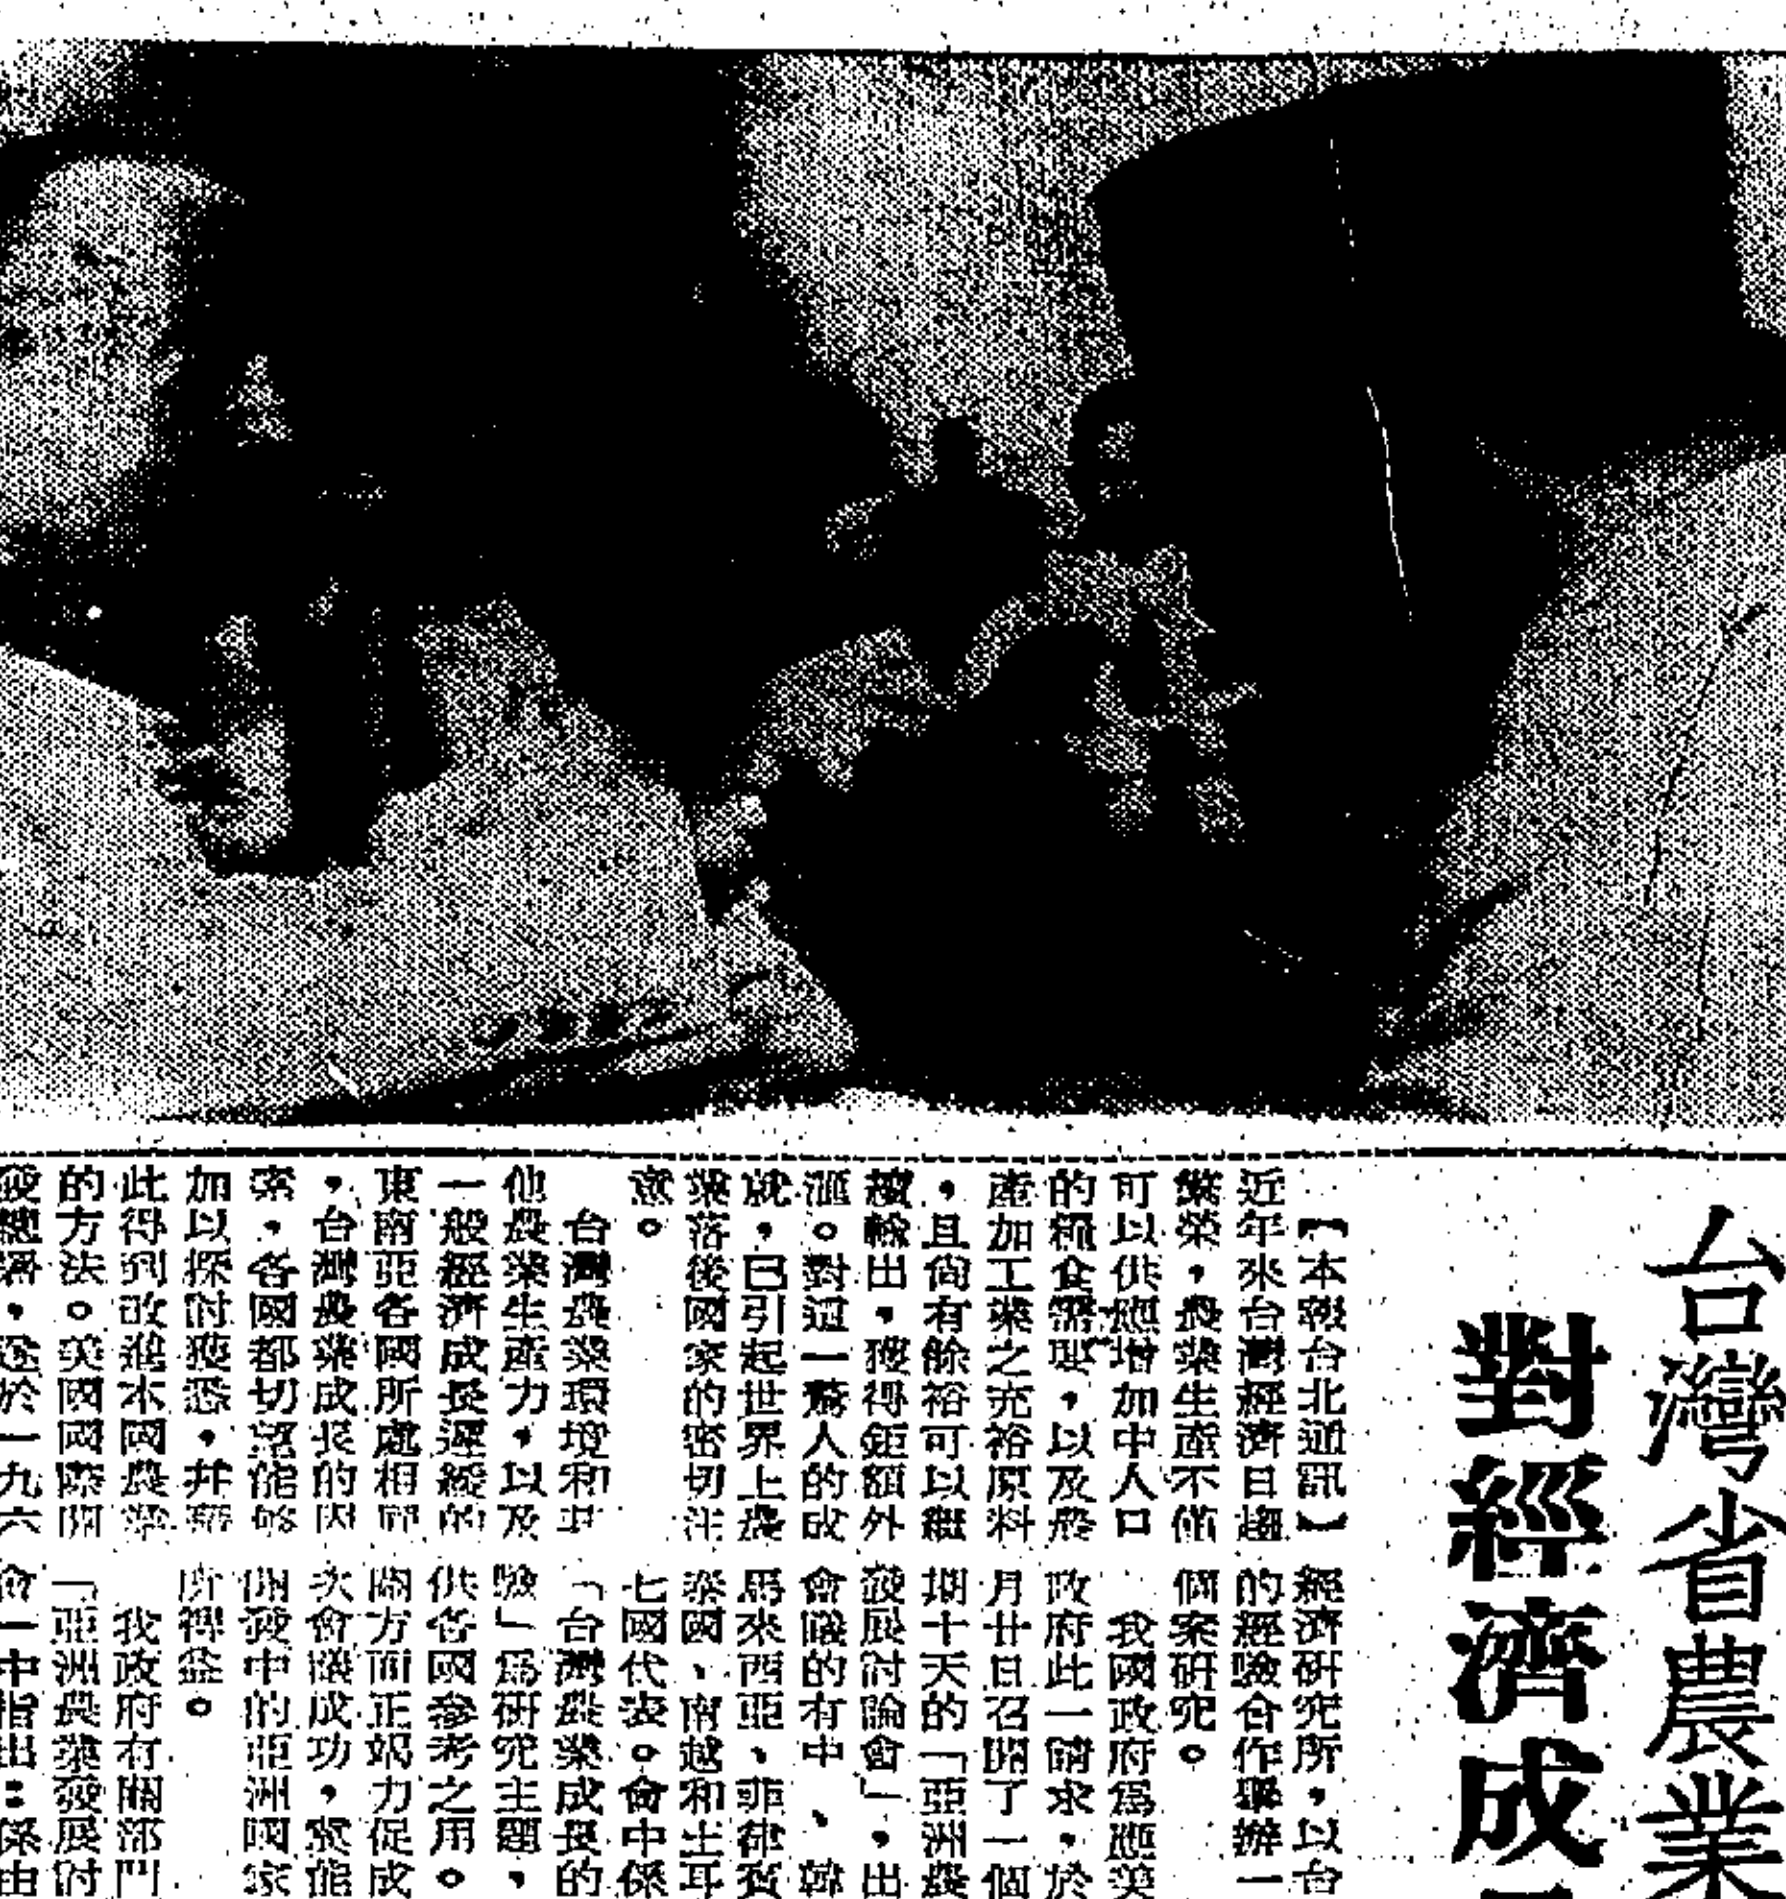 台灣省農業
對經濟成
【本報台北通訊】
近年來台灣經濟日趨
繁榮，農業生產不僅
可以供應增加中人口
的糧食需要，以及農
產加工業之充裕原料
，且尙有餘裕可以繼
續輸出，獲得鉅額外
滙。對這一驚人的成
就，已引起世界上農
業落後國家的密切注
意。
台灣農業環境和其
他農業生產力，以及
一般經濟成長遲緩的
東南亞各國所處相同
，台灣農業成長的因
素，各國都切望能够
加以探討獲悉，並藉
此得到改進本國農業
的方法。美國國際開
發總署，遂於一九六
經濟研究所，以台
的經驗合作舉辦一
個案研究。
我國政府爲應美
政府此一請求，於
月廿日召開了一個
期十天的「亞洲農
發展討論會」，出
會議的有中、韓
馬來西亞、菲律賓
泰國、南越和土耳
七國代表。會中係
「台灣農業成長的
驗」爲研究主題，
供各國參考之用。
關方面正竭力促成
次會議成功，冀能
開發中的亞洲國家
所裨益。
我政府有關部門
「亞洲農業發展討
會一中指出：係由